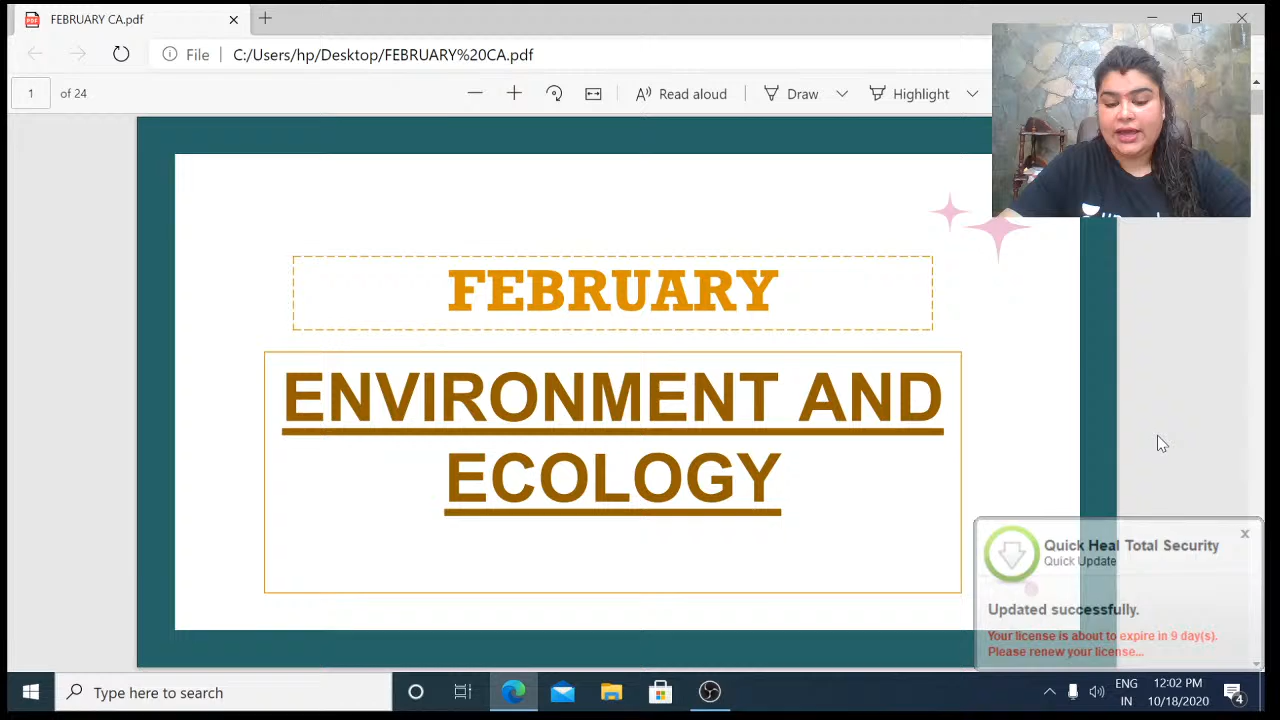 FEBRUARY CA.pdf
File
C:/Users/hp/Desktop/FEBRUARY%20CA.pdf
1
of 24
Read aloud
Draw
Highlight
FEBRUARY
ENVIRONMENT AND
ECOLOGY
Quick Heal Total Security
Quick Update
Updated successfully.
Your license is about to expire in 9 day(s).
Please renew your license...
Type here to search
ENG
IN
12:02 PM
10/18/2020
4